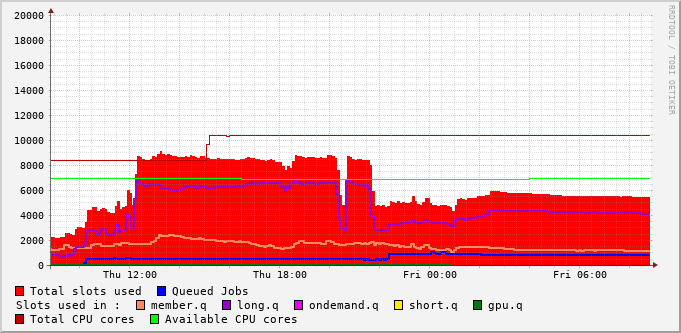 20000
18000
16000
14000
12000
10000
8000
6000
4000
2000
0
Thu 12:00 Thu 18:00 Fri 00:00 Fri 06:00
Total slots used Queued Jobs
Slots used in : member.q long.q ondemand.q short.q gpu.q
Total CPU cores Available CPU cores
RRDTOOL / TOBI OETIKER